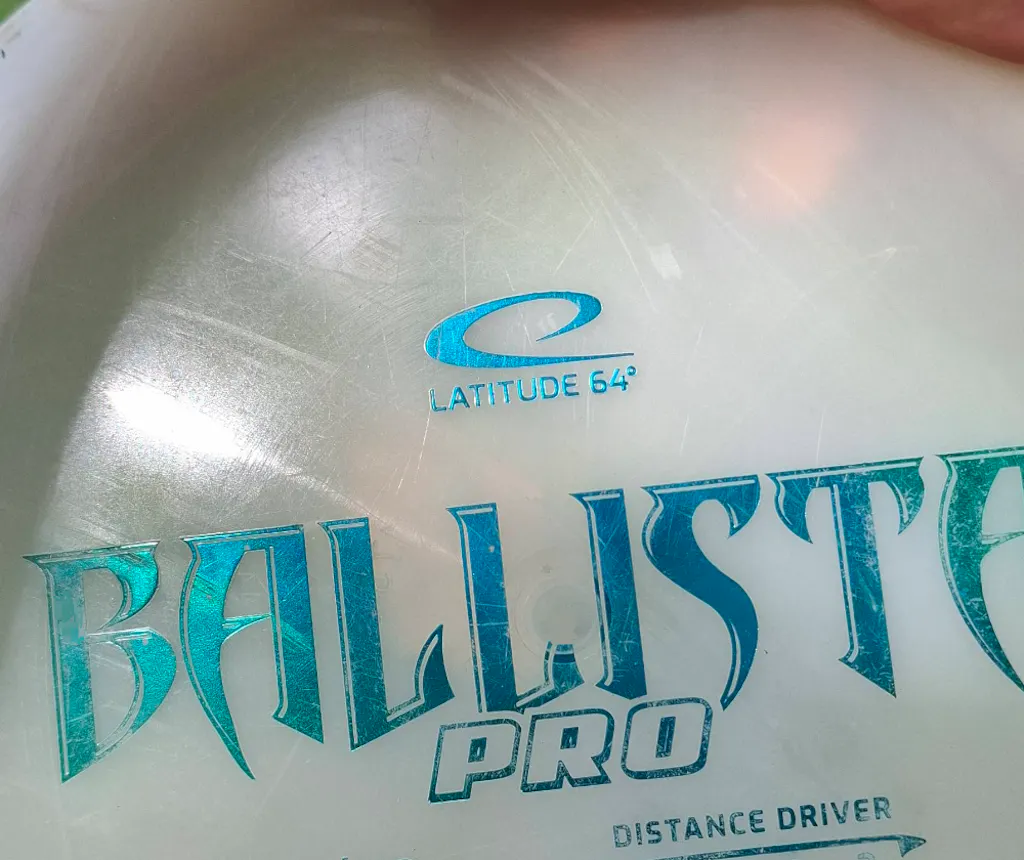 LATITUDE 64°
BALLISTA
PRO
DISTANCE DRIVER